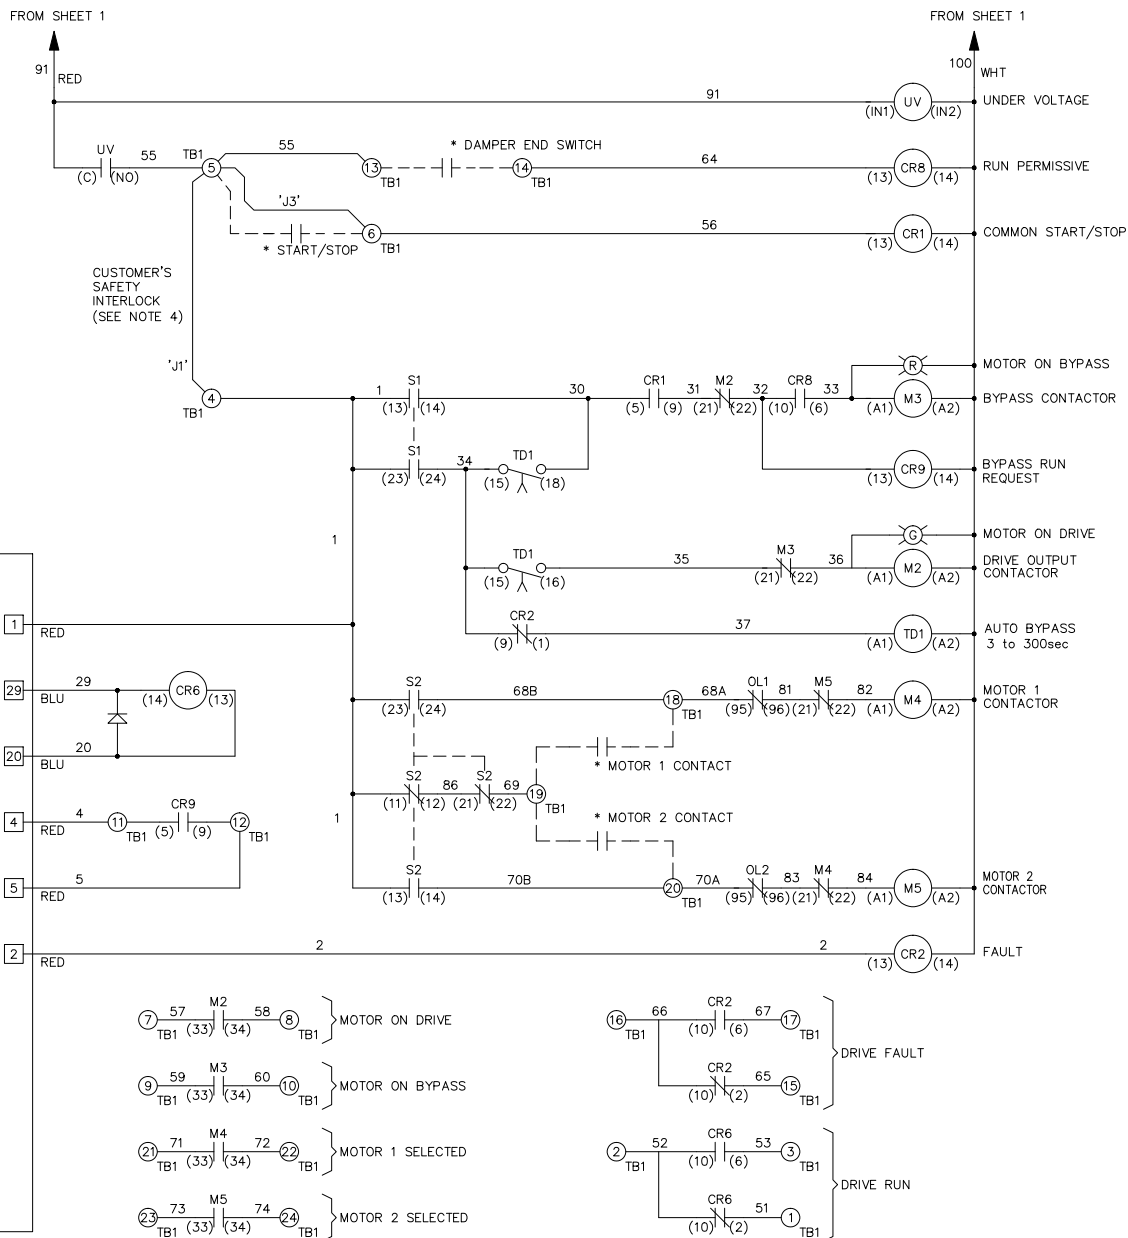 FROM SHEET 1 FROM SHEET 1
91 RED 100 WHT
91 (IN1) UV (IN2) UNDER VOLTAGE
UV (C) (NO) 55 TB1 5 55 13 TB1 * DAMPER END SWITCH 14 TB1 64 (13) CR8 (14) RUN PERMISSIVE
'J3'
* START/STOP 6 TB1 56 (13) CR1 (14) COMMON START/STOP
CUSTOMER'S
SAFETY
INTERLOCK
(SEE NOTE 4)
'J1'
R MOTOR ON BYPASS
TB1 4 1 S1 (13) (14) 30 CR1 (5) (9) 31 M2 (21) (22) 32 CR8 (10) (6) 33 (A1) M3 (A2) BYPASS CONTACTOR
S1 (23) (24) 34 TD1 (15) (18) (13) CR9 (14) BYPASS RUN
REQUEST
1
G MOTOR ON DRIVE
TD1 (15) (16) 35 M3 (21) (22) 36 (A1) M2 (A2) DRIVE OUTPUT
CONTACTOR
1 RED CR2 (9) (1) 37 (A1) TD1 (A2) AUTO BYPASS
3 to 300sec
29 BLU 29 (14) CR6 (13)
S2 (23) (24) 68B 18 TB1 68A OL1 (95) (96) 81 M5 (21) (22) 82 (A1) M4 (A2) MOTOR 1
CONTACTOR
20 BLU 20
* MOTOR 1 CONTACT
S2 (11) (12) 86 S2 (21) (22) 69 19 TB1
* MOTOR 2 CONTACT
4 RED 4 11 TB1 CR9 (5) (9) 12 TB1
1
5 RED 5
S2 (13) (14) 70B 20 TB1 70A OL2 (95) (96) 83 M4 (21) (22) 84 (A1) M5 (A2) MOTOR 2
CONTACTOR
2 RED 2 2 (13) CR2 (14) FAULT
7 TB1 57 M2 (33) (34) 58 8 TB1 MOTOR ON DRIVE
9 TB1 59 M3 (33) (34) 60 10 TB1 MOTOR ON BYPASS
21 TB1 71 M4 (33) (34) 72 22 TB1 MOTOR 1 SELECTED
23 TB1 73 M5 (33) (34) 74 24 TB1 MOTOR 2 SELECTED
16 TB1 66 CR2 (10) (6) 67 17 TB1
DRIVE FAULT
CR2 (10) (2) 65 15 TB1
2 TB1 52 CR6 (10) (6) 53 3 TB1
DRIVE RUN
CR6 (10) (2) 51 1 TB1